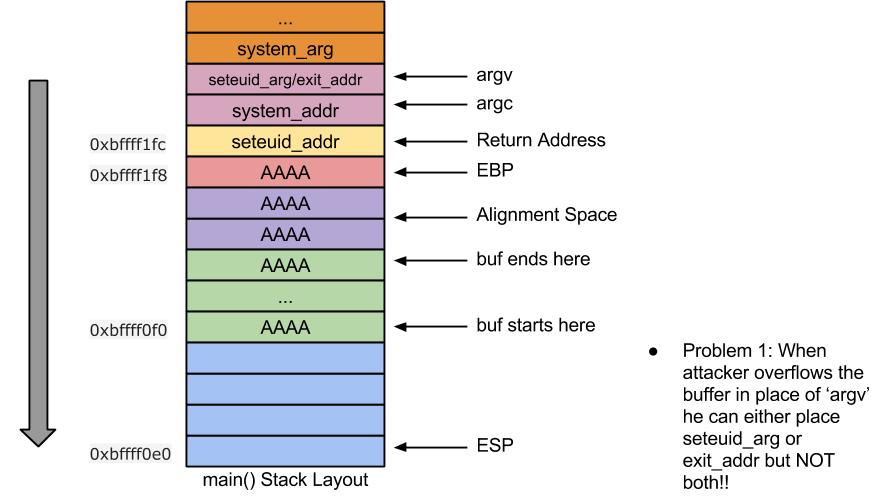 ...
system_arg
seteuid_arg/exit_addr
argv
system_addr
argc
0xbffff1fc
seteuid_addr
Return Address
0xbffff1f8
AAAA
EBP
AAAA
Alignment Space
AAAA
AAAA
buf ends here
...
0xbffff0f0
AAAA
buf starts here
● Problem 1: When
attacker overflows the
buffer in place of ‘argv’
he can either place
seteuid_arg or
exit_addr but NOT
both!!
0xbffff0e0
ESP
main() Stack Layout